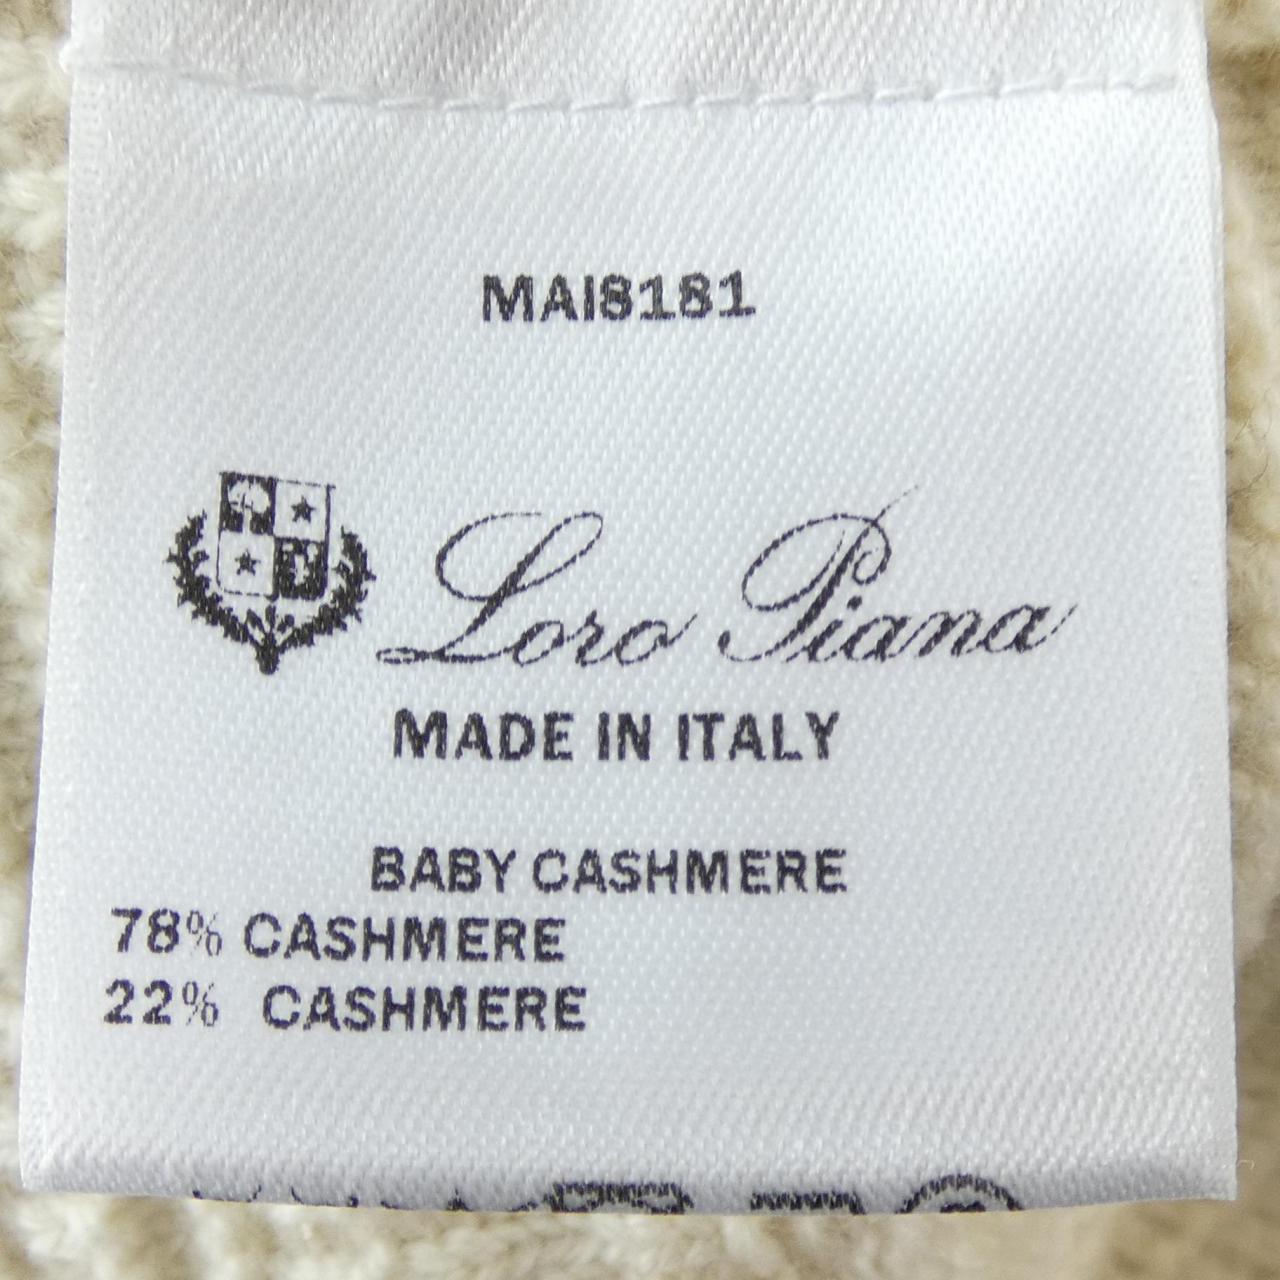 MAI8181
Loro Piana
MADE IN ITALY
BABY CASHMERE
78% CASHMERE
22% CASHMERE